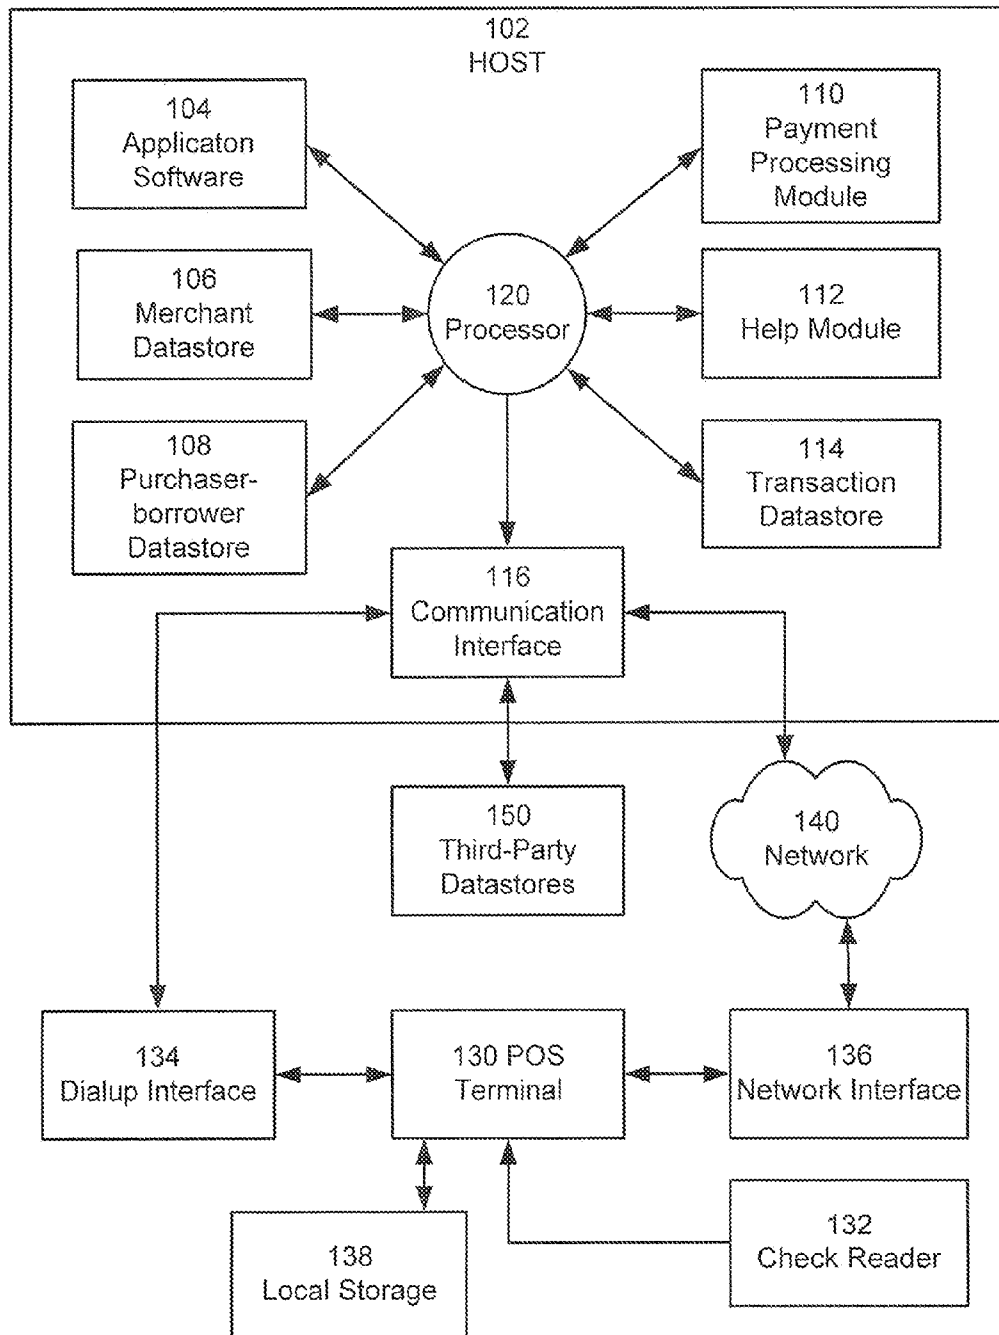 102
HOST
104
Applicaton
Software
110
Payment
Processing
Module
106
Merchant
Datastore
120
Processor
112
Help Module
108
Purchaser-
borrower
Datastore
114
Transaction
Datastore
116
Communication
Interface
150
Third-Party
Datastores
140
Network
134
Dialup Interface
130 POS
Terminal
136
Network Interface
138
Local Storage
132
Check Reader